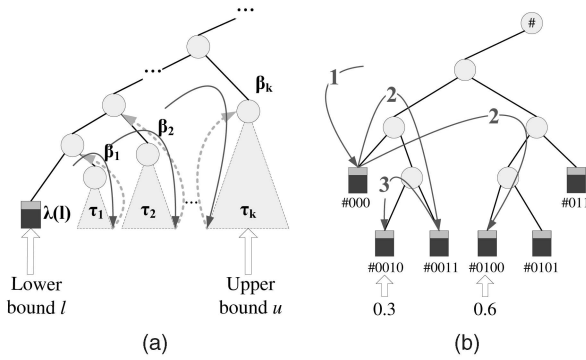 ...
...
βk
β1
β2
λ(l)
τ1
τ2
...
τk
Lower
bound l
Upper
bound u
(a)
#
1
2
2
3
#000
#011
#0010
#0011
#0100
#0101
0.3
0.6
(b)